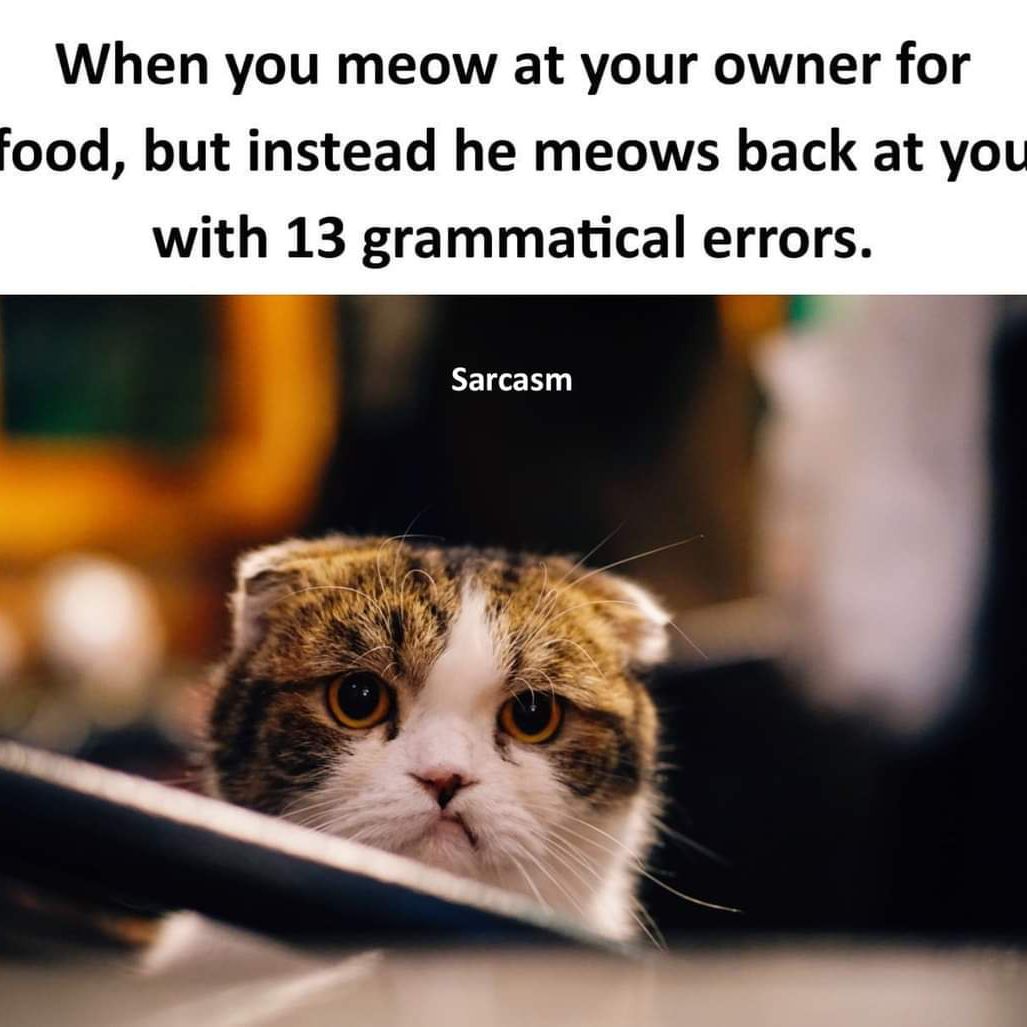 When you meow at your owner for
food, but instead he meows back at you
with 13 grammatical errors.
Sarcasm